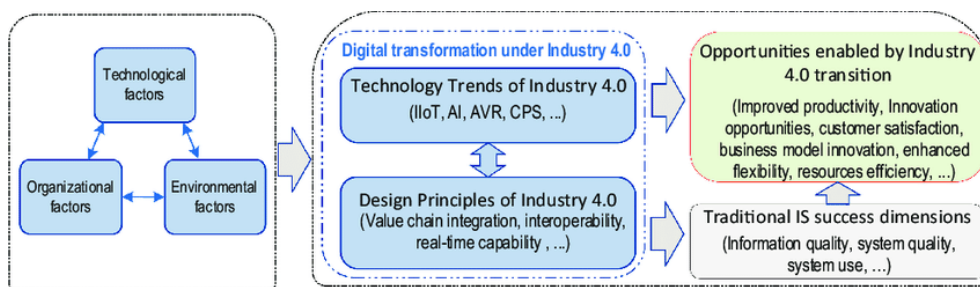 Technological
factors
Organizational
factors
Environmental
factors
Digital transformation under Industry 4.0
Technology Trends of Industry 4.0
(IIoT, AI, AVR, CPS, ...)
Design Principles of Industry 4.0
(Value chain integration, interoperability,
real-time capability , ...)
Opportunities enabled by Industry
4.0 transition
(Improved productivity, Innovation
opportunities, customer satisfaction,
business model innovation, enhanced
flexibility, resources efficiency, ...)
Traditional IS success dimensions
(Information quality, system quality,
system use, ...)